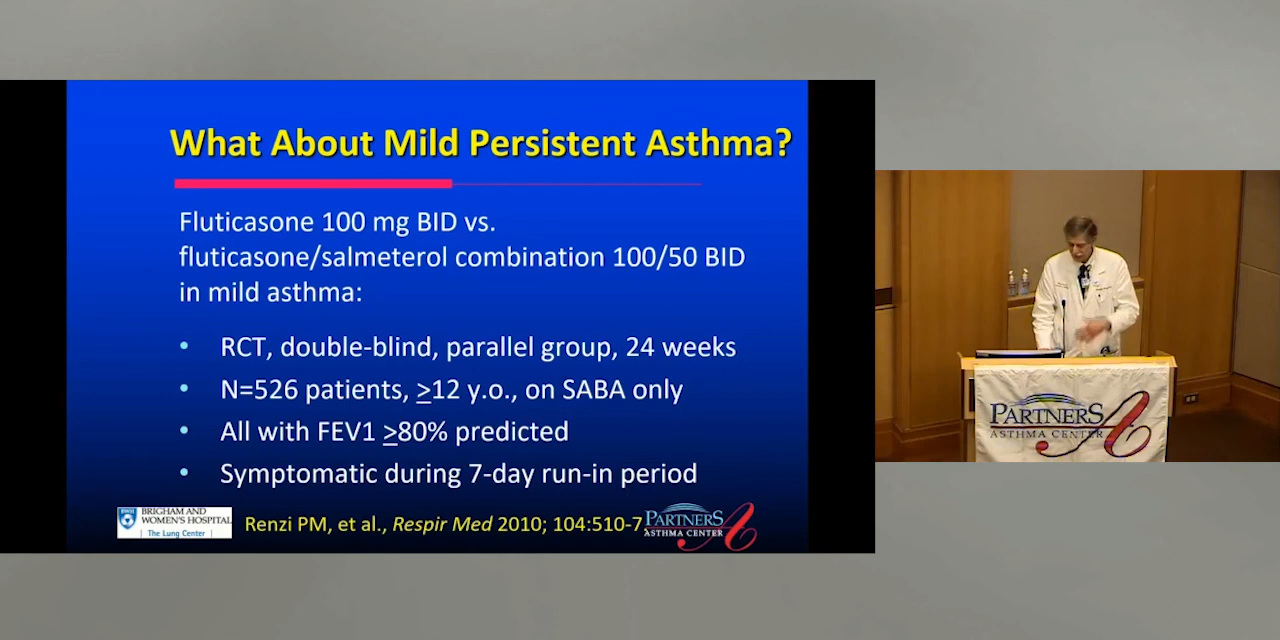 What About Mild Persistent Asthma?
Fluticasone 100 mg BID vs.
fluticasone/salmeterol combination 100/50 BID
in mild asthma:
• RCT, double-blind, parallel group, 24 weeks
• N=526 patients, ≥12 y.o., on SABA only
• All with FEV1 ≥80% predicted
• Symptomatic during 7-day run-in period
BWH
BRIGHAM AND
WOMEN'S HOSPITAL
| The Lung Center |
Renzi PM, et al., Respir Med 2010; 104:510-7.
PARTNERS
ASTHMA CENTER
A
PARTNERS
ASTHMA CENTER
A